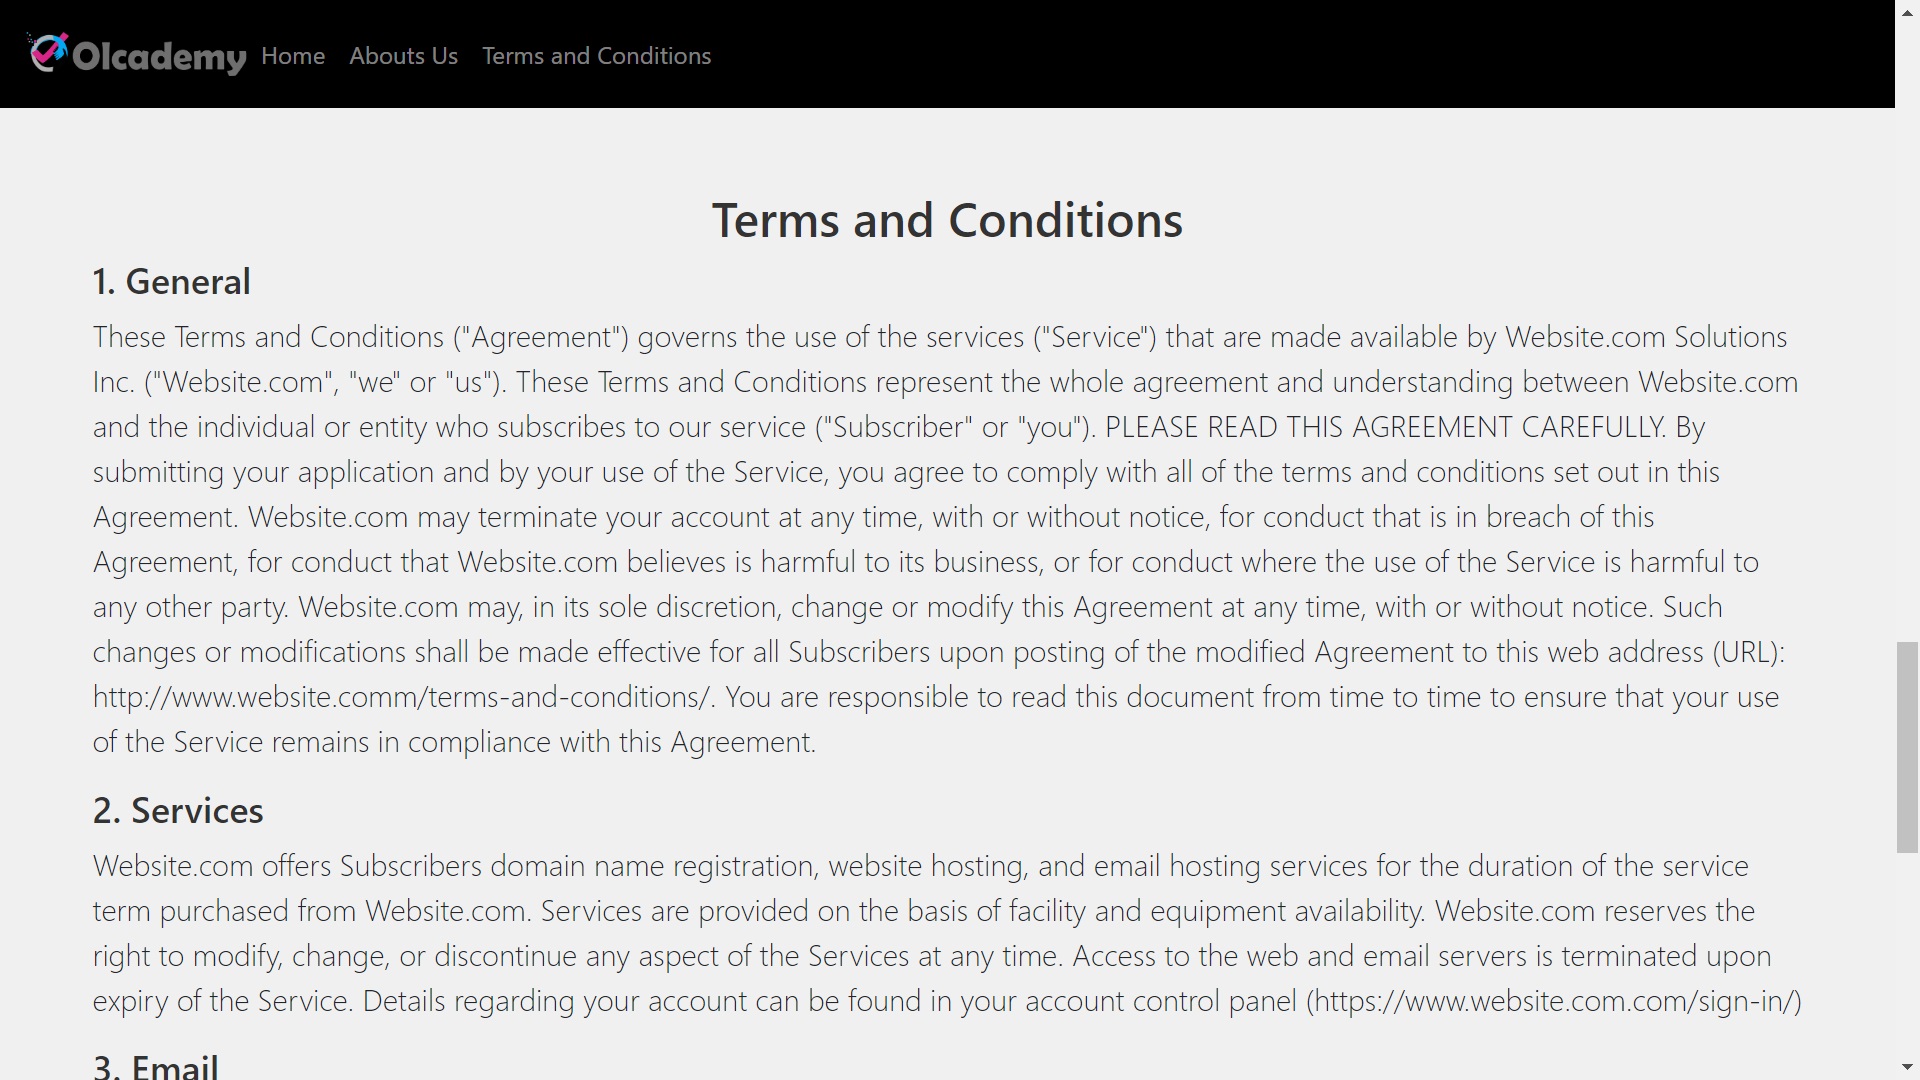 Olcademy Home Abouts Us Terms and Conditions
Terms and Conditions
1. General
These Terms and Conditions ("Agreement") governs the use of the services ("Service") that are made available by Website.com Solutions
Inc. ("Website.com", "we" or "us"). These Terms and Conditions represent the whole agreement and understanding between Website.com
and the individual or entity who subscribes to our service ("Subscriber" or "you"). PLEASE READ THIS AGREEMENT CAREFULLY. By
submitting your application and by your use of the Service, you agree to comply with all of the terms and conditions set out in this
Agreement. Website.com may terminate your account at any time, with or without notice, for conduct that is in breach of this
Agreement, for conduct that Website.com believes is harmful to its business, or for conduct where the use of the Service is harmful to
any other party. Website.com may, in its sole discretion, change or modify this Agreement at any time, with or without notice. Such
changes or modifications shall be made effective for all Subscribers upon posting of the modified Agreement to this web address (URL):
http://www.website.comm/terms-and-conditions/. You are responsible to read this document from time to time to ensure that your use
of the Service remains in compliance with this Agreement.
2. Services
Website.com offers Subscribers domain name registration, website hosting, and email hosting services for the duration of the service
term purchased from Website.com. Services are provided on the basis of facility and equipment availability. Website.com reserves the
right to modify, change, or discontinue any aspect of the Services at any time. Access to the web and email servers is terminated upon
expiry of the Service. Details regarding your account can be found in your account control panel (https://www.website.com.com/sign-in/)
3. Email